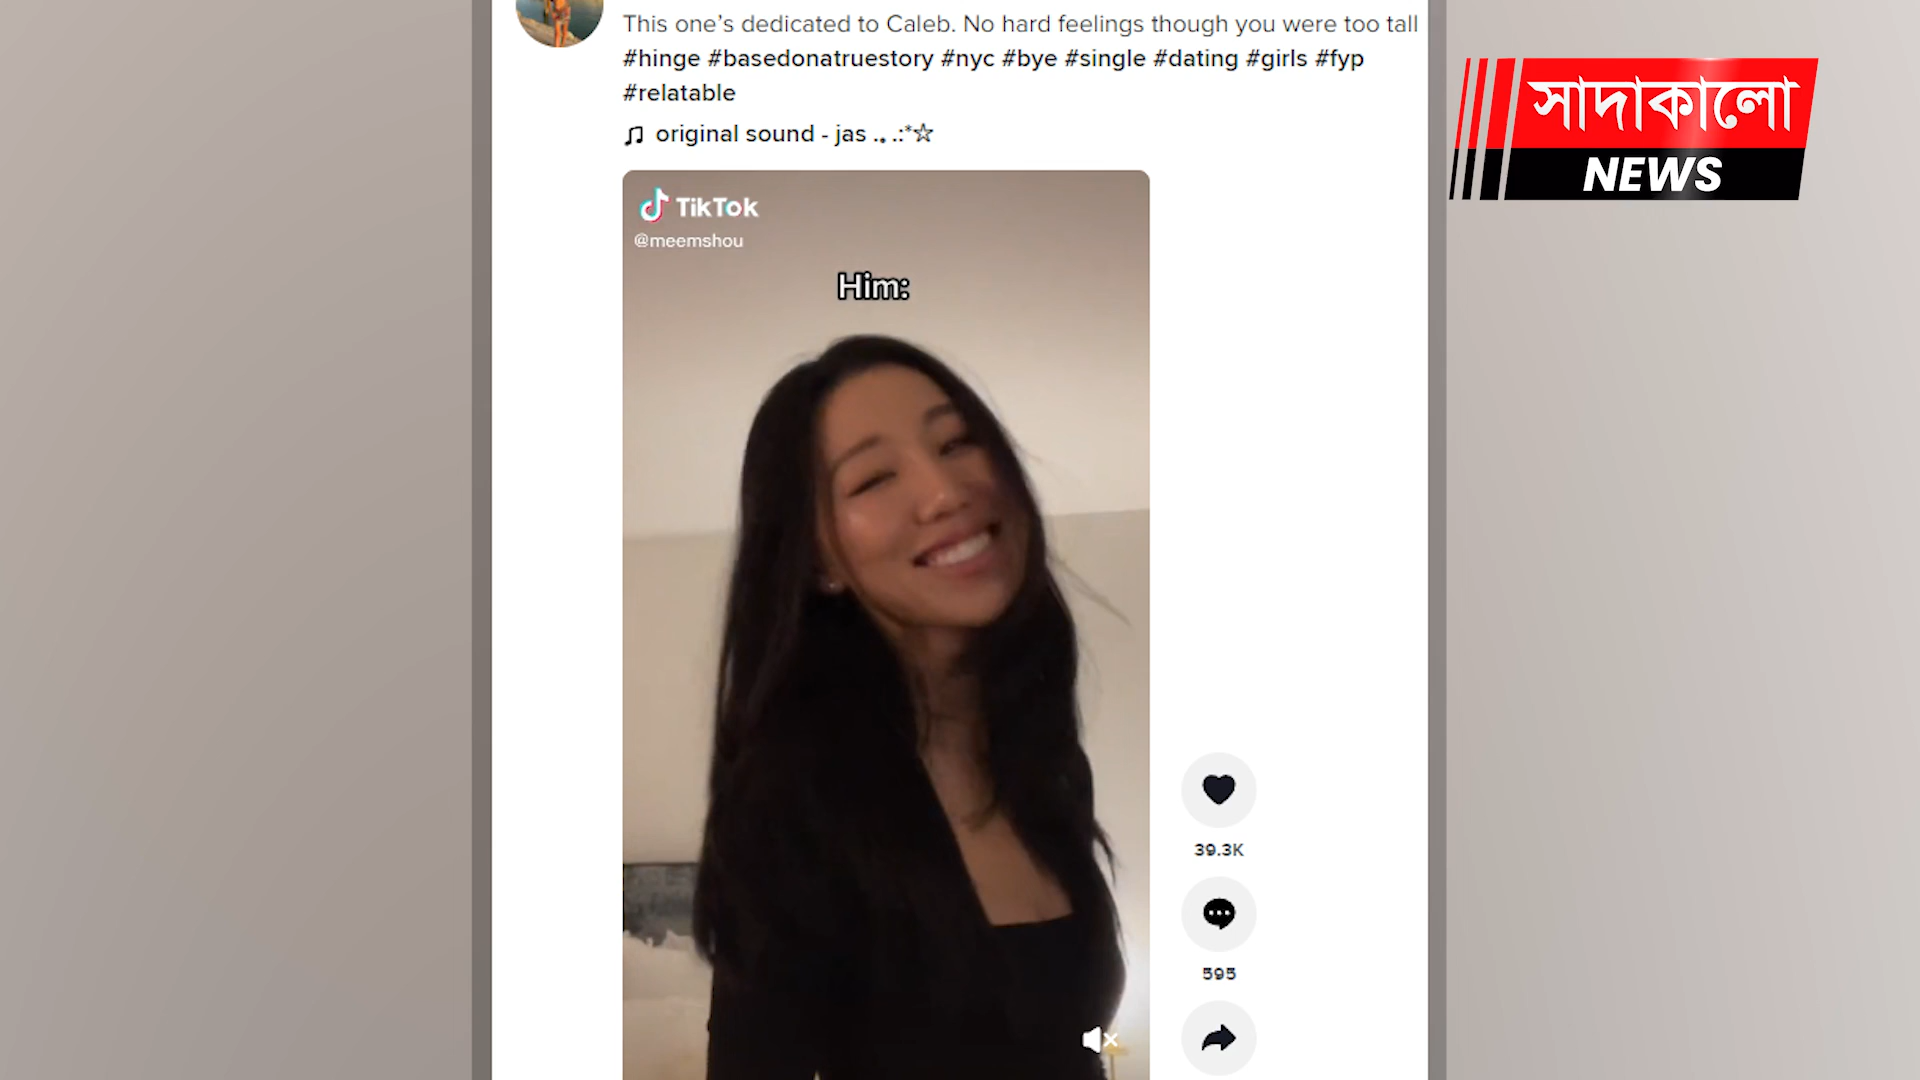 This one’s dedicated to Caleb. No hard feelings though you were too tall
#hinge #basedonatruestory #nyc #bye #single #dating #girls #fyp
#relatable
original sound - jas .｡.:*☆
সাদাকালো
NEWS
TikTok
@meemshou
Him:
39.3K
595